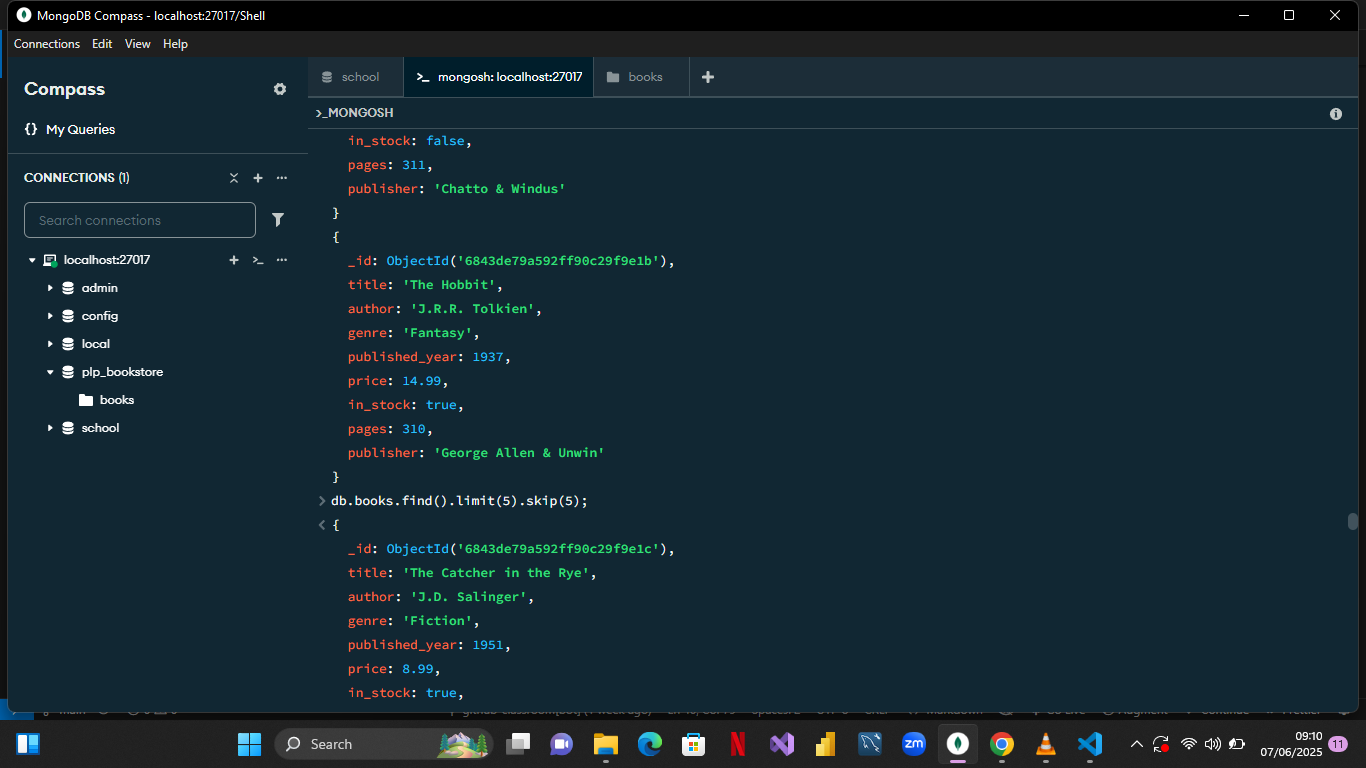 MongoDB Compass - localhost:27017/Shell
Connections Edit View Help
Compass
{} My Queries
CONNECTIONS (1)
Search connections
localhost:27017
admin
config
local
plp_bookstore
books
school
school
>_ mongosh: localhost:27017
books
>_MONGOSH
in_stock: false,
pages: 311,
publisher: 'Chatto & Windus'
}
{
_id: ObjectId('6843de79a592ff90c29f9e1b'),
title: 'The Hobbit',
author: 'J.R.R. Tolkien',
genre: 'Fantasy',
published_year: 1937,
price: 14.99,
in_stock: true,
pages: 310,
publisher: 'George Allen & Unwin'
}
> db.books.find().limit(5).skip(5);
< {
_id: ObjectId('6843de79a592ff90c29f9e1c'),
title: 'The Catcher in the Rye',
author: 'J.D. Salinger',
genre: 'Fiction',
published_year: 1951,
price: 8.99,
in_stock: true,
Search
zm
09:10
07/06/2025
11